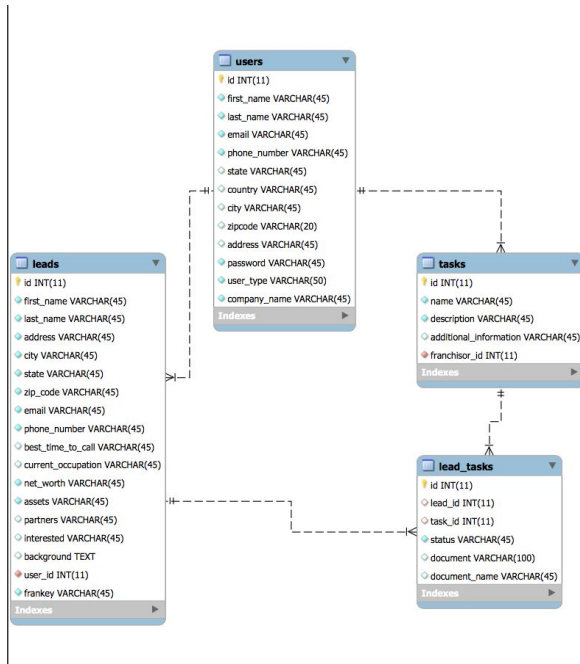 users
id INT(11)
first_name VARCHAR(45)
last_name VARCHAR(45)
email VARCHAR(45)
phone_number VARCHAR(45)
state VARCHAR(45)
country VARCHAR(45)
city VARCHAR(45)
zipcode VARCHAR(20)
address VARCHAR(45)
password VARCHAR(45)
user_type VARCHAR(50)
company_name VARCHAR(45)
Indexes
leads
id INT(11)
first_name VARCHAR(45)
last_name VARCHAR(45)
address VARCHAR(45)
city VARCHAR(45)
state VARCHAR(45)
zip_code VARCHAR(45)
email VARCHAR(45)
phone_number VARCHAR(45)
best_time_to_call VARCHAR(45)
current_occupation VARCHAR(45)
net_worth VARCHAR(45)
assets VARCHAR(45)
partners VARCHAR(45)
interested VARCHAR(45)
background TEXT
user_id INT(11)
frankey VARCHAR(45)
Indexes
tasks
id INT(11)
name VARCHAR(45)
description VARCHAR(45)
additional_information VARCHAR(45)
franchisor_id INT(11)
Indexes
lead_tasks
id INT(11)
lead_id INT(11)
task_id INT(11)
status VARCHAR(45)
document VARCHAR(100)
document_name VARCHAR(45)
Indexes